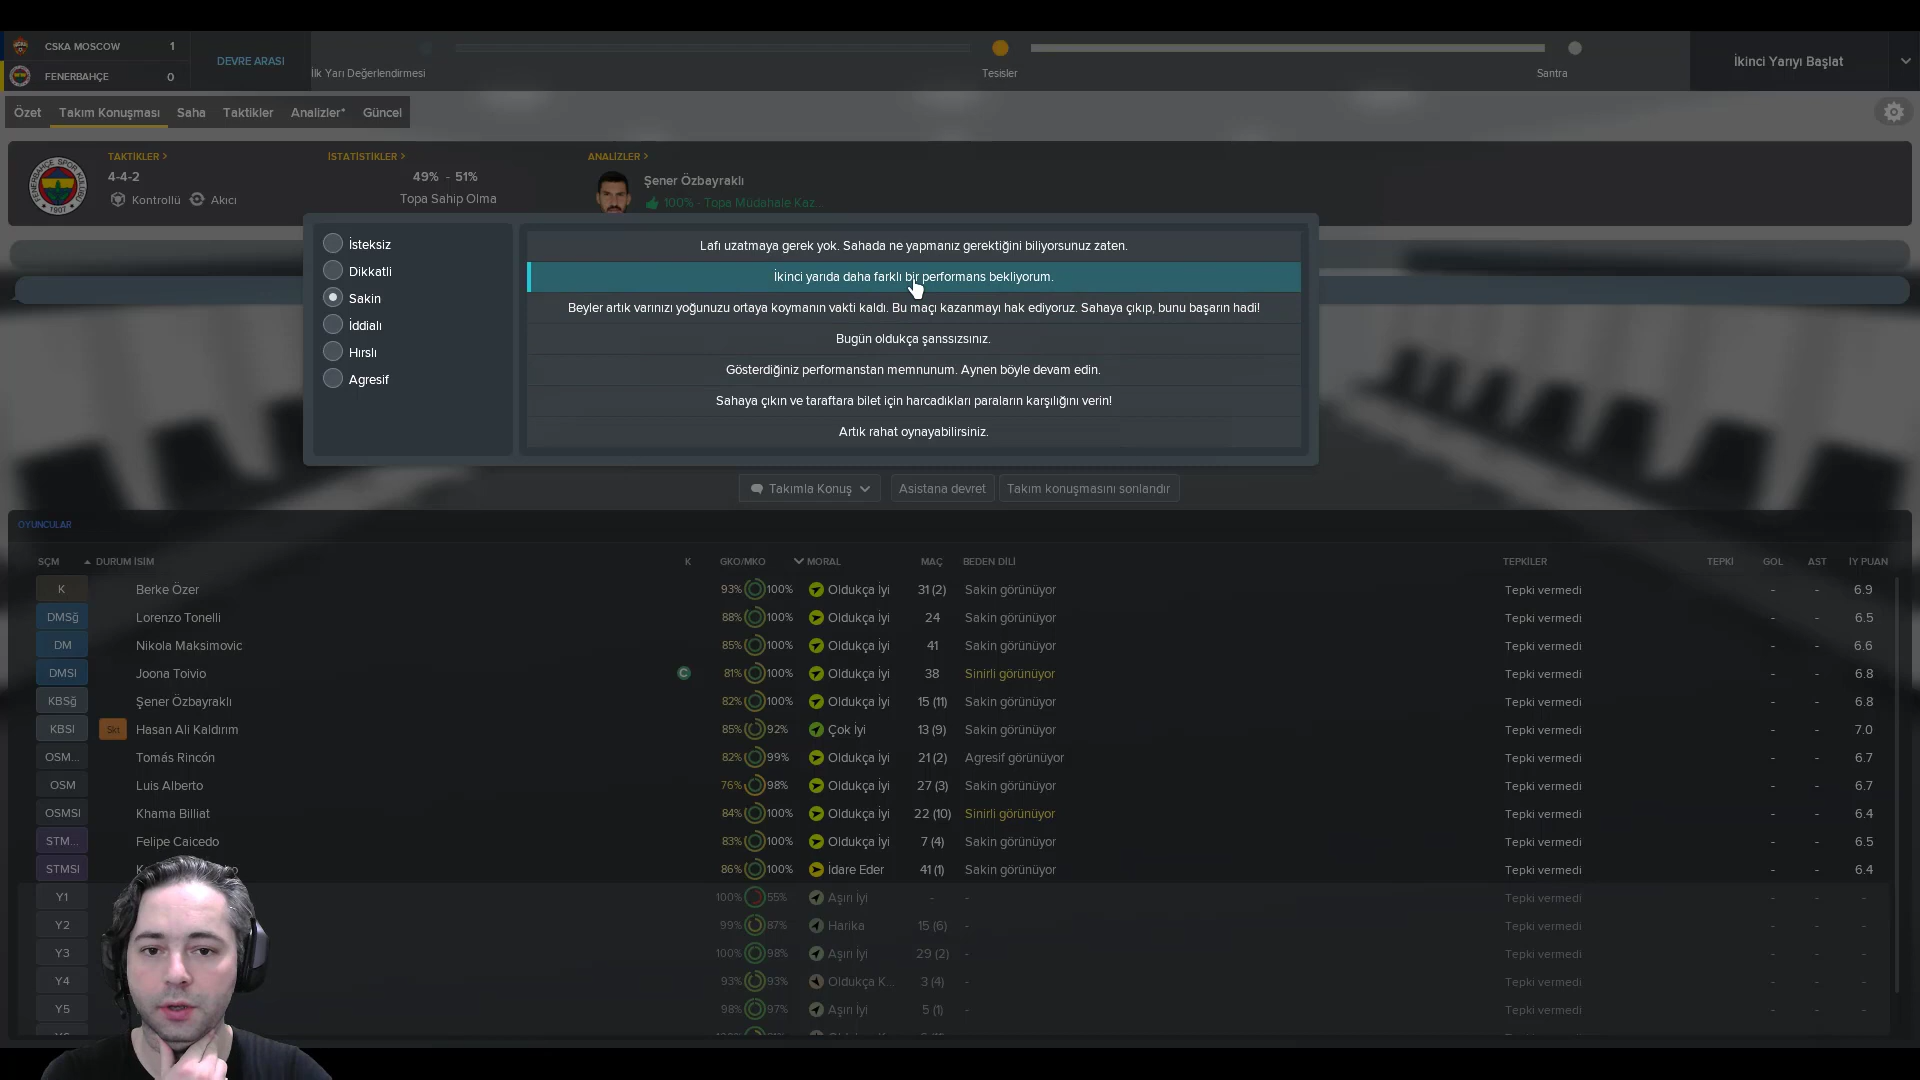 CSKA MOSCOW 1
FENERBAHÇE 0
DEVRE ARASI
İlk Yarı Değerlendirmesi
Tesisler
Santra
İkinci Yarıyı Başlat
Özet Takım Konuşması Saha Taktikler Analizler* Güncel
TAKTİKLER >
4-4-2
Kontrollü Akıcı
İSTATİSTİKLER >
49% - 51%
Topa Sahip Olma
ANALİZLER >
Şener Özbayraklı
100% - Topa Müdahale Kaz...
İsteksiz
Dikkatli
Sakin
İddialı
Hırslı
Agresif
Lafı uzatmaya gerek yok. Sahada ne yapmanız gerektiğini biliyorsunuz zaten.
İkinci yarıda daha farklı bir performans bekliyorum.
Beyler artık varınızı yoğunuzu ortaya koymanın vakti kaldı. Bu maçı kazanmayı hak ediyoruz. Sahaya çıkıp, bunu başarın hadi!
Bugün oldukça şanssızsınız.
Gösterdiğiniz performanstan memnunum. Aynen böyle devam edin.
Sahaya çıkın ve taraftara bilet için harcadıkları paraların karşılığını verin!
Artık rahat oynayabilirsiniz.
Takımla Konuş Asistana devret Takım konuşmasını sonlandır
OYUNCULAR
SÇM DURUM İSİM K GKO/MKO MORAL MAÇ BEDEN DİLİ TEPKİLER TEPKİ GOL AST İY PUAN
K Berke Özer 93% 100% Oldukça İyi 31 (2) Sakin görünüyor Tepki vermedi - - 6.9
DMSğ Lorenzo Tonelli 88% 100% Oldukça İyi 24 Sakin görünüyor Tepki vermedi - - 6.5
DM Nikola Maksimovic 85% 100% Oldukça İyi 41 Sakin görünüyor Tepki vermedi - - 6.6
DMSl Joona Toivio C 81% 100% Oldukça İyi 38 Sinirli görünüyor Tepki vermedi - - 6.8
KBSğ Şener Özbayraklı 82% 100% Oldukça İyi 15 (11) Sakin görünüyor Tepki vermedi - - 6.8
KBSl Skt Hasan Ali Kaldırım 85% 92% Çok İyi 13 (9) Sakin görünüyor Tepki vermedi - - 7.0
OSM... Tomás Rincón 82% 99% Oldukça İyi 21 (2) Agresif görünüyor Tepki vermedi - - 6.7
OSM Luis Alberto 76% 98% Oldukça İyi 27 (3) Sakin görünüyor Tepki vermedi - - 6.7
OSMSl Khama Billiat 84% 100% Oldukça İyi 22 (10) Sinirli görünüyor Tepki vermedi - - 6.4
STM... Felipe Caicedo 83% 100% Oldukça İyi 7 (4) Sakin görünüyor Tepki vermedi - - 6.5
STMSl 86% 100% İdare Eder 41 (1) Sakin görünüyor Tepki vermedi - - 6.4
Y1 100% 55% Aşırı İyi - - Tepki vermedi - - -
Y2 99% 87% Harika 15 (6) - Tepki vermedi - - -
Y3 100% 98% Aşırı İyi 29 (2) - Tepki vermedi - - -
Y4 93% 93% Oldukça K... 3 (4) - Tepki vermedi - - -
Y5 98% 97% Aşırı İyi 5 (1) - Tepki vermedi - - -